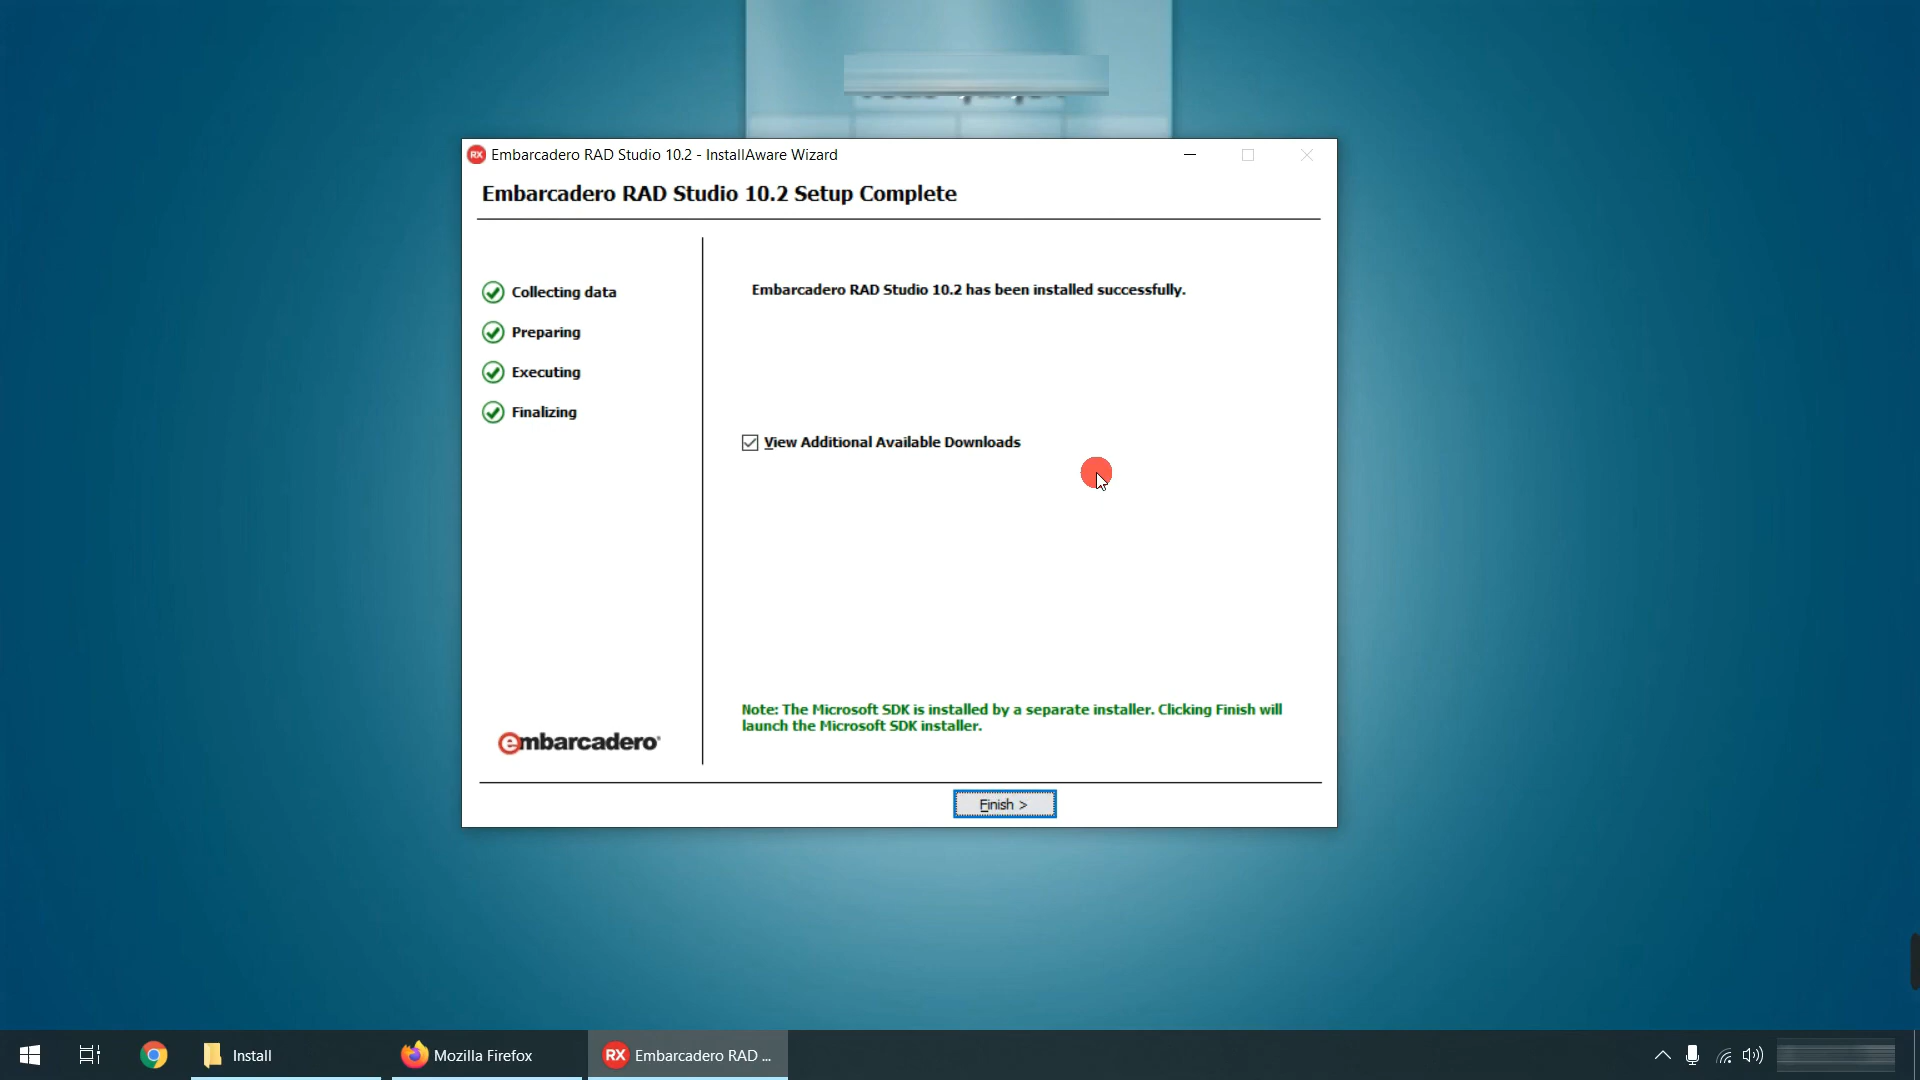 Embarcadero RAD Studio 10.2 - InstallAware Wizard
Embarcadero RAD Studio 10.2 Setup Complete
Collecting data
Preparing
Executing
Finalizing
Embarcadero RAD Studio 10.2 has been installed successfully.
View Additional Available Downloads
Note: The Microsoft SDK is installed by a separate installer. Clicking Finish will
launch the Microsoft SDK installer.
embarcadero®
Finish >
Install
Mozilla Firefox
RX Embarcadero RAD ...